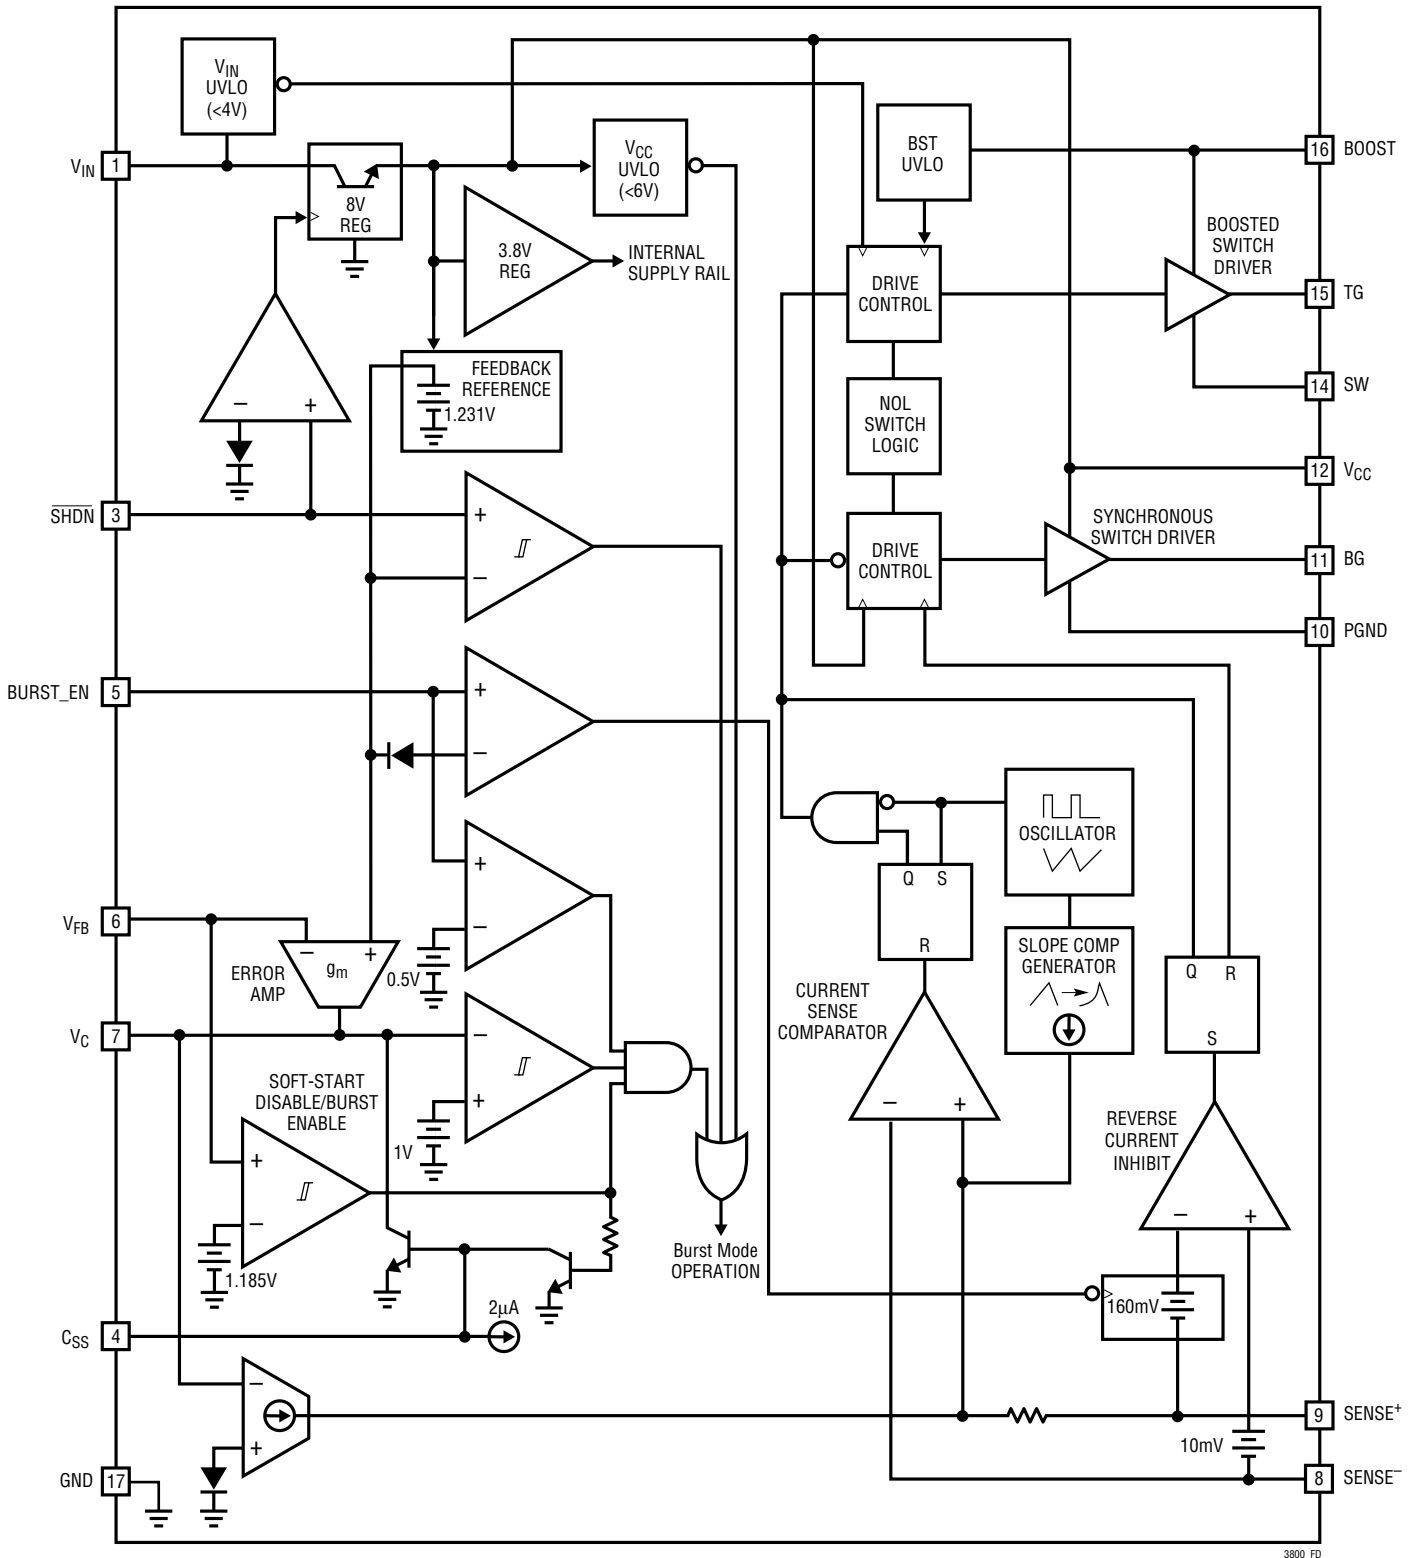 VIN
UVLO
(<4V)
VIN
1
8V
REG
VCC
UVLO
(<6V)
BST
UVLO
16
BOOST
3.8V
REG
INTERNAL
SUPPLY RAIL
DRIVE
CONTROL
BOOSTED
SWITCH
DRIVER
15
TG
14
SW
FEEDBACK
REFERENCE
1.231V
− +
NOL
SWITCH
LOGIC
12
VCC
SHDN
3
+
−
DRIVE
CONTROL
SYNCHRONOUS
SWITCH DRIVER
11
BG
10
PGND
BURST_EN
5
+
−
OSCILLATOR
Q S
R
+
−
0.5V
VFB
6
− +
gm
ERROR
AMP
SLOPE COMP
GENERATOR
Q R
S
CURRENT
SENSE
COMPARATOR
− +
VC
7
−
+
1V
SOFT-START
DISABLE/BURST
ENABLE
+
−
1.185V
REVERSE
CURRENT
INHIBIT
− +
Burst Mode
OPERATION
160mV
CSS
4
2µA
−
+
9
SENSE+
10mV
8
SENSE−
GND
17
3800 FD